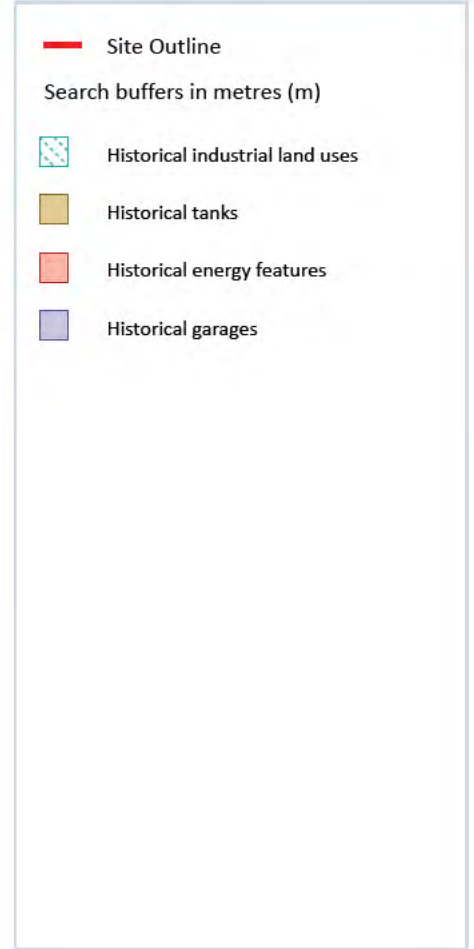 Site Outline
Search buffers in metres (m)
Historical industrial land uses
Historical tanks
Historical energy features
Historical garages